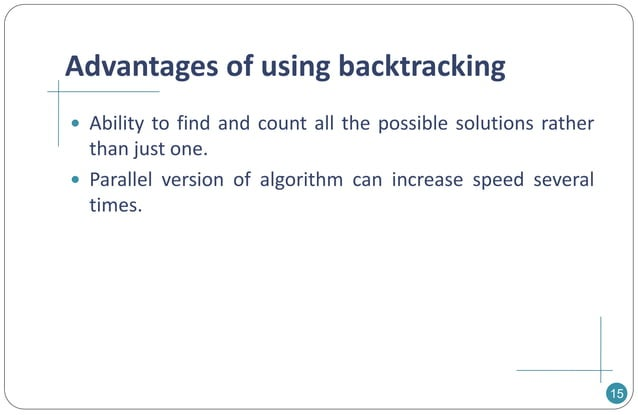 Advantages of using backtracking
Ability to find and count all the possible solutions rather
than just one.
Parallel version of algorithm can increase speed several
times.
15